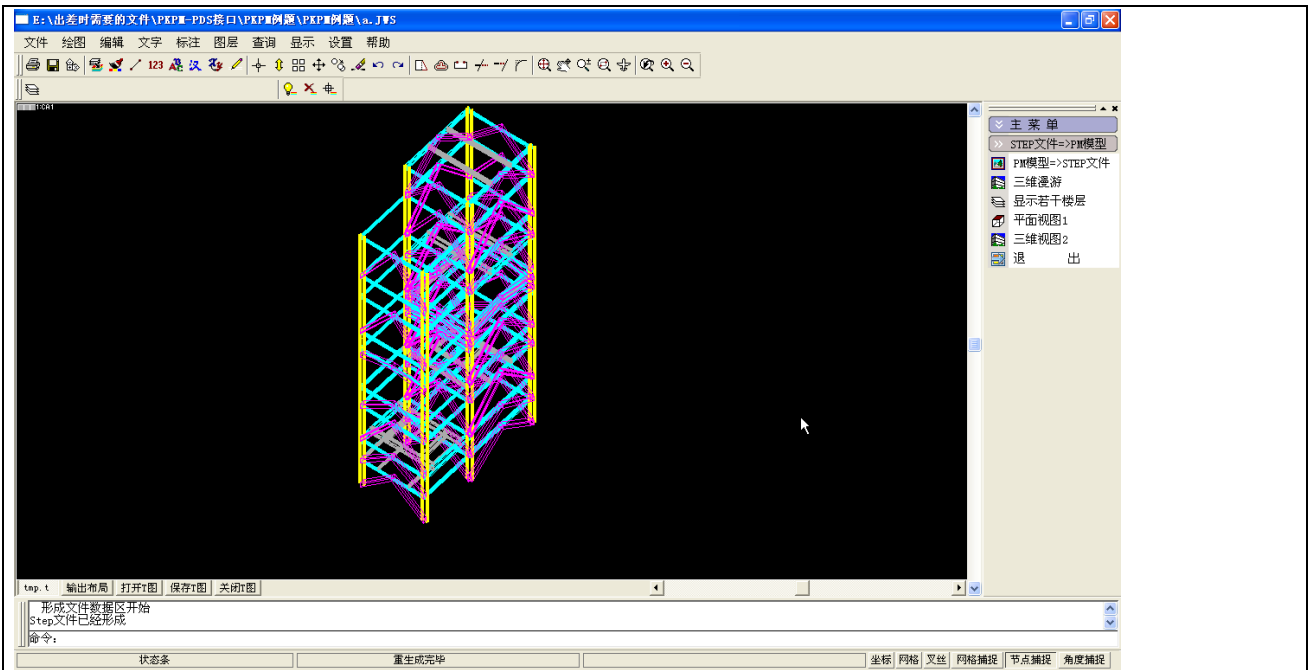 E:\出差时需要的文件\PKPM-PDS接口\PKPM例题\PKPM例题\a.JWS
文件 绘图 编辑 文字 标注 图层 查询 显示 设置 帮助
123 汉
1:CA1
主 菜 单
STEP文件=>PM模型
PM模型=>STEP文件
三维漫游
显示若干楼层
平面视图1
三维视图2
退 出
tmp.t 输出布局 打开T图 保存T图 关闭T图
形成文件数据区开始
Step文件已经形成
命令:
状态条 重生成完毕 坐标 网格 叉丝 网格捕捉 节点捕捉 角度捕捉